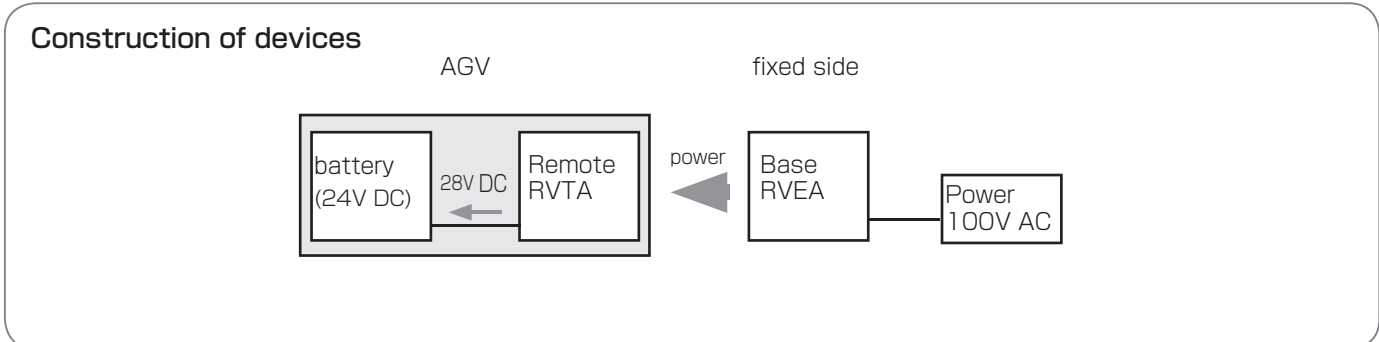 Construction of devices
AGV
fixed side
battery
(24V DC)
28V DC
Remote
RVTA
power
Base
RVEA
Power
100V AC